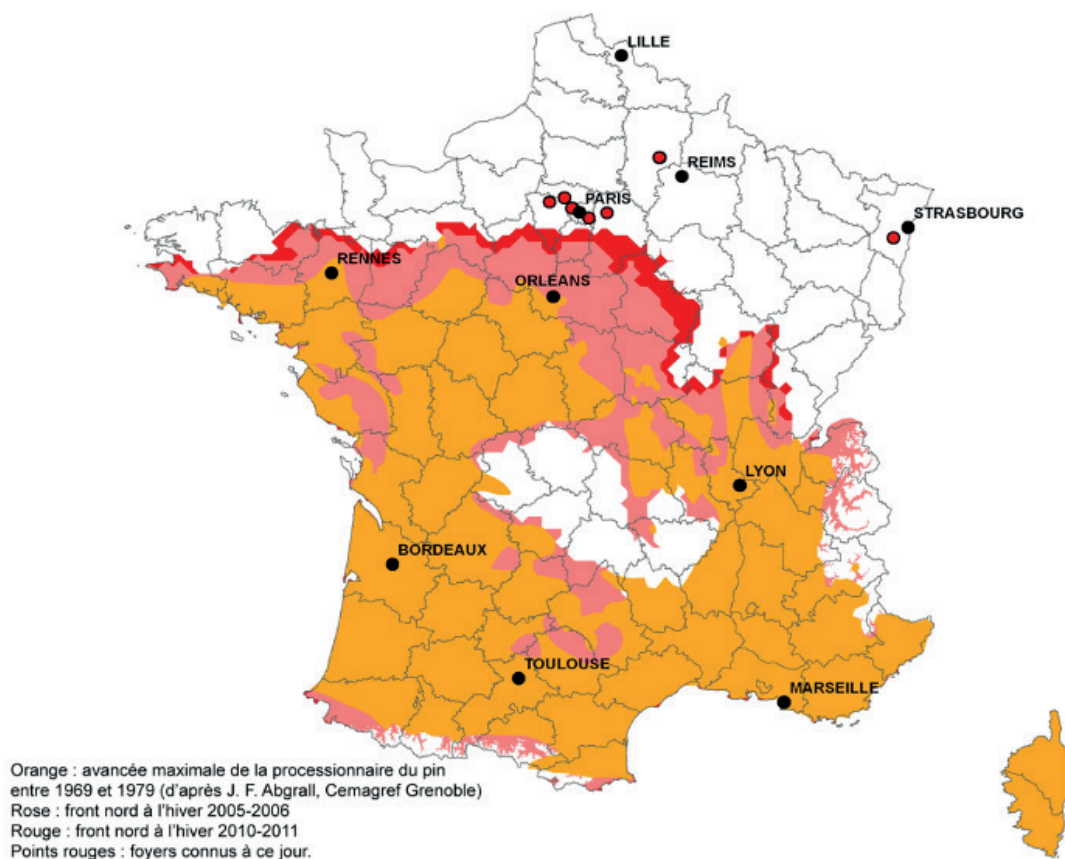 LILLE
REIMS
PARIS
STRASBOURG
RENNES
ORLEANS
LYON
BORDEAUX
TOULOUSE
MARSEILLE
Orange : avancée maximale de la processionnaire du pin
entre 1969 et 1979 (d'après J. F. Abgrall, Cemagref Grenoble)
Rose : front nord à l'hiver 2005-2006
Rouge : front nord à l'hiver 2010-2011
Points rouges : foyers connus à ce jour.